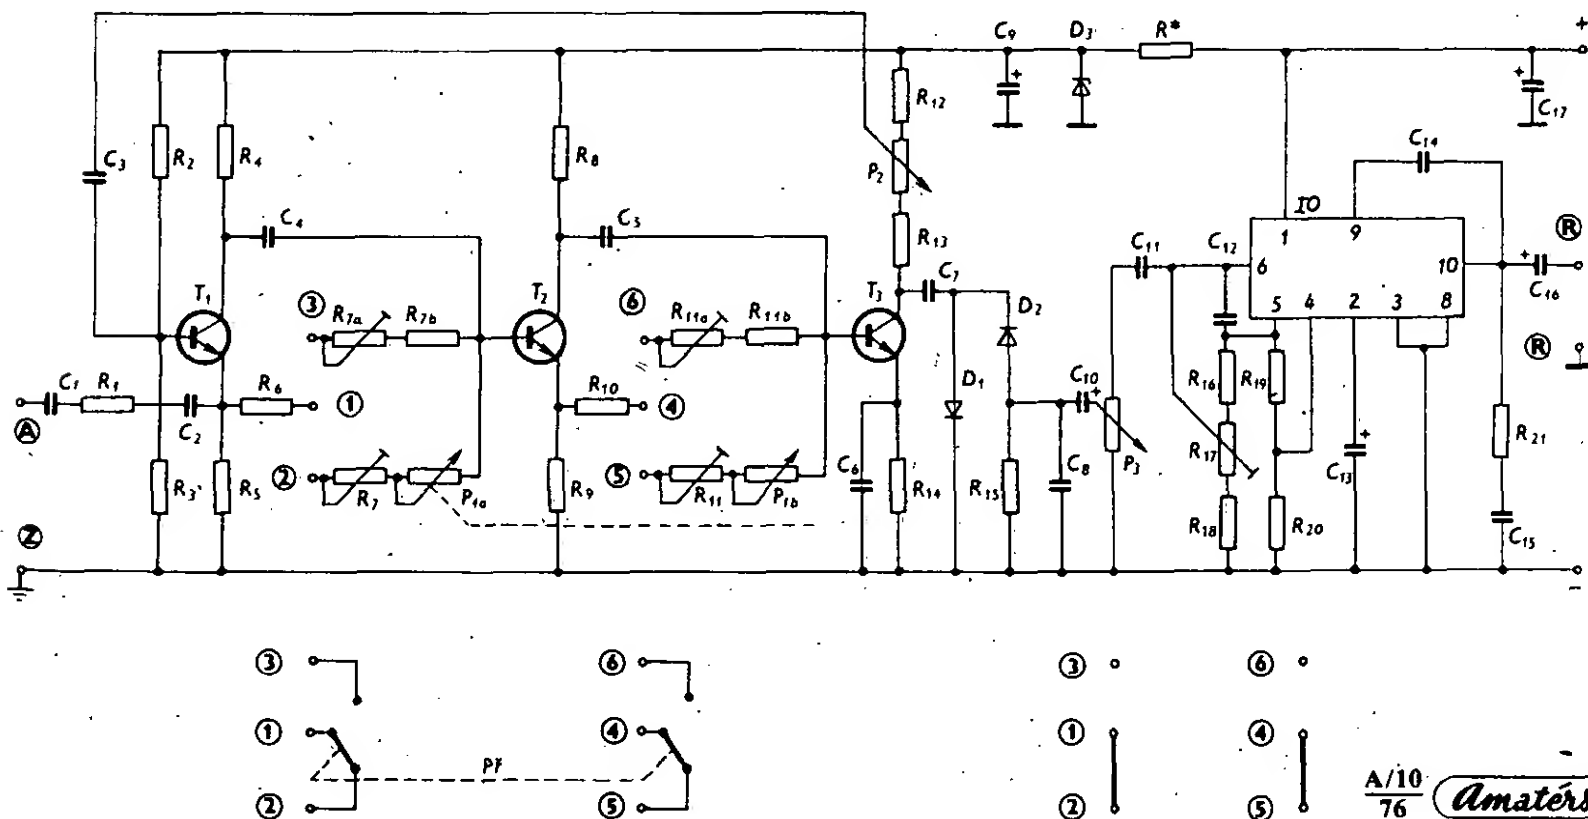 +
C9 D3 R*
R12
C17
C3 R2 R4 R8
P2
C14
IO
C4 C5 R13
C11 C12 1 9
R
6 10
C7
C16
T1 3 R7a R7b T2 6 R11a R11b T3
D2
5 4 2 3 8
R
C1 R1 C2 R6 1 R10 4
D1
C10 + R16 R19
A
R3 R5 2 R7 P1a R9 5 R11 P1b C6 R14 R15 C8 P3 R17 C13 R21
R18 R20 C15
Z
-
3 6 3 6
1 4 1 4
PF
2 5 2 5
A/10
76
Amatérs